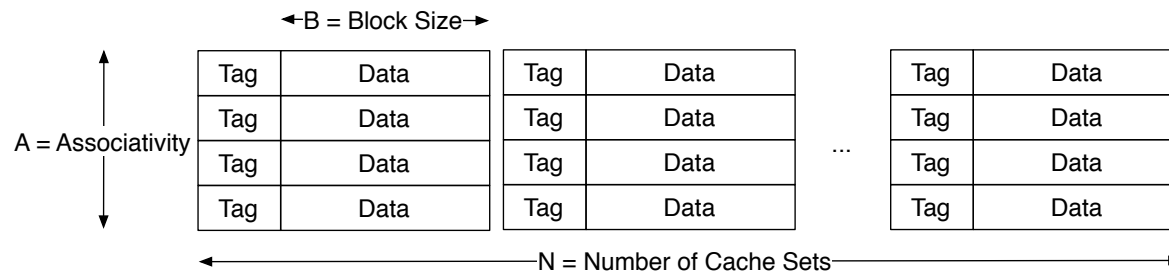 B = Block Size
Tag Data Tag Data Tag Data
Tag Data Tag Data Tag Data
A = Associativity
...
Tag Data Tag Data Tag Data
Tag Data Tag Data Tag Data
N = Number of Cache Sets